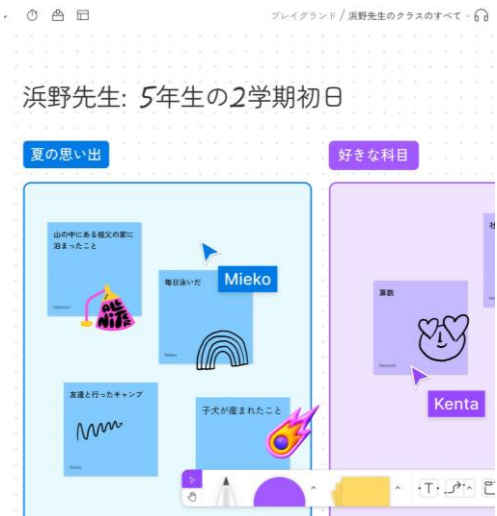 プレイグランド / 浜野先生のクラスのすべて
浜野先生: 5年生の2学期初日
夏の思い出
好きな科目
山の中にある祖父の家に
泊まったこと
ALL
NITE
毎日泳いだ
Mieko
Mieko
算数
Kenta
友達と行ったキャンプ
子犬が産まれたこと
T